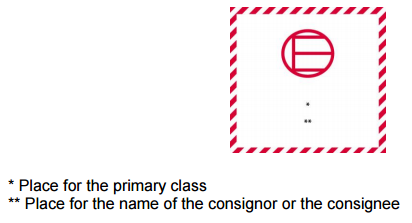 *
**
* Place for the primary class
** Place for the name of the consignor or the consignee